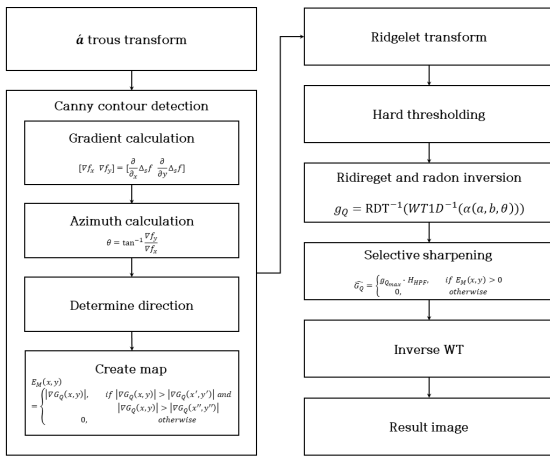 á trous transform
Canny contour detection
Gradient calculation
[∇f_x ∇f_y] = [∂/∂_x Δ_s f ∂/∂y Δ_s f]
Azimuth calculation
θ = tan⁻¹ ∇f_y/∇f_x
Determine direction
Create map
E_M(x, y)
= { |∇G_Q(x, y)|, if |∇G_Q(x, y)| > |∇G_Q(x′, y′)| and
|∇G_Q(x, y)| > |∇G_Q(x″, y″)|
0, otherwise
Ridgelet transform
Hard thresholding
Ridireget and radon inversion
g_Q = RDT⁻¹(WT1D⁻¹(α(a, b, θ)))
Selective sharpening
Ĝ_Q = { g_{Q_max} · H_HPF, if E_M(x, y) > 0
0, otherwise
Inverse WT
Result image